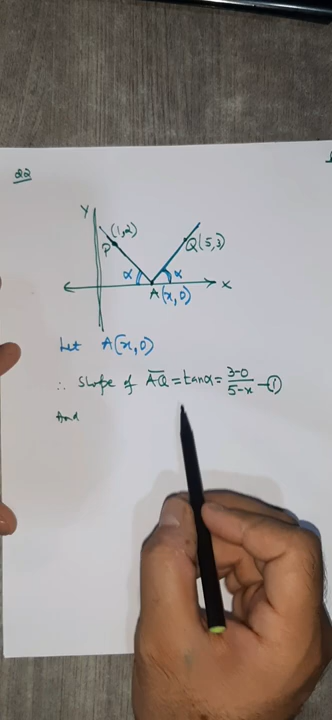 22
Y
P (1,2)
Q(5,3)
α α
A (x,0) x
Let A(x,0)
∴ Slope of AQ = tanα = 3-0/5-x —①
And